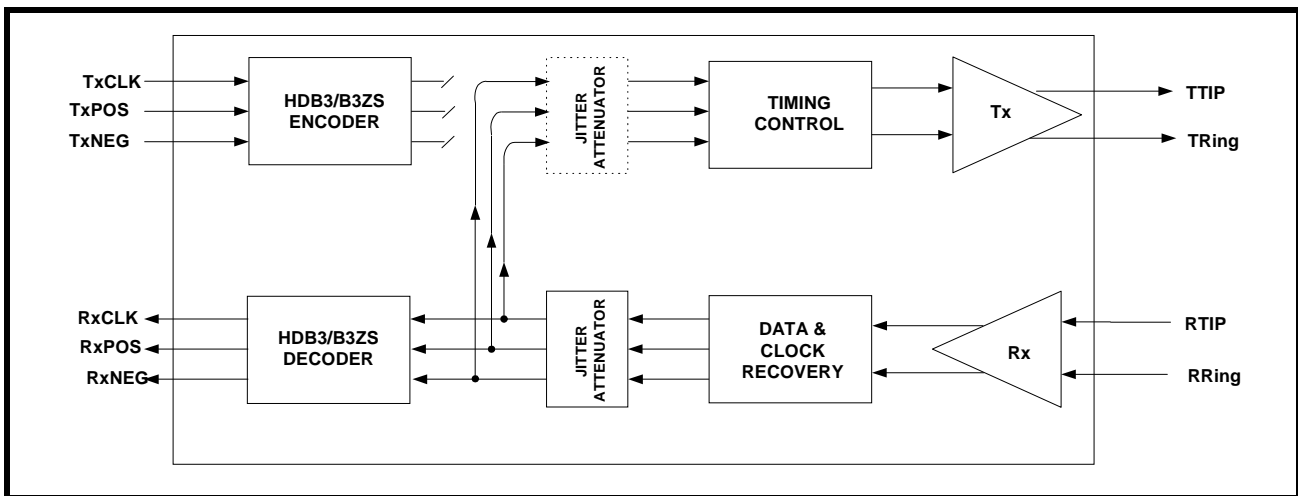 TxCLK
TxPOS
TxNEG
HDB3/B3ZS
ENCODER
JITTER
ATTENUATOR
TIMING
CONTROL
Tx
TTIP
TRing
RxCLK
RxPOS
RxNEG
HDB3/B3ZS
DECODER
JITTER
ATTENUATOR
DATA &
CLOCK
RECOVERY
Rx
RTIP
RRing